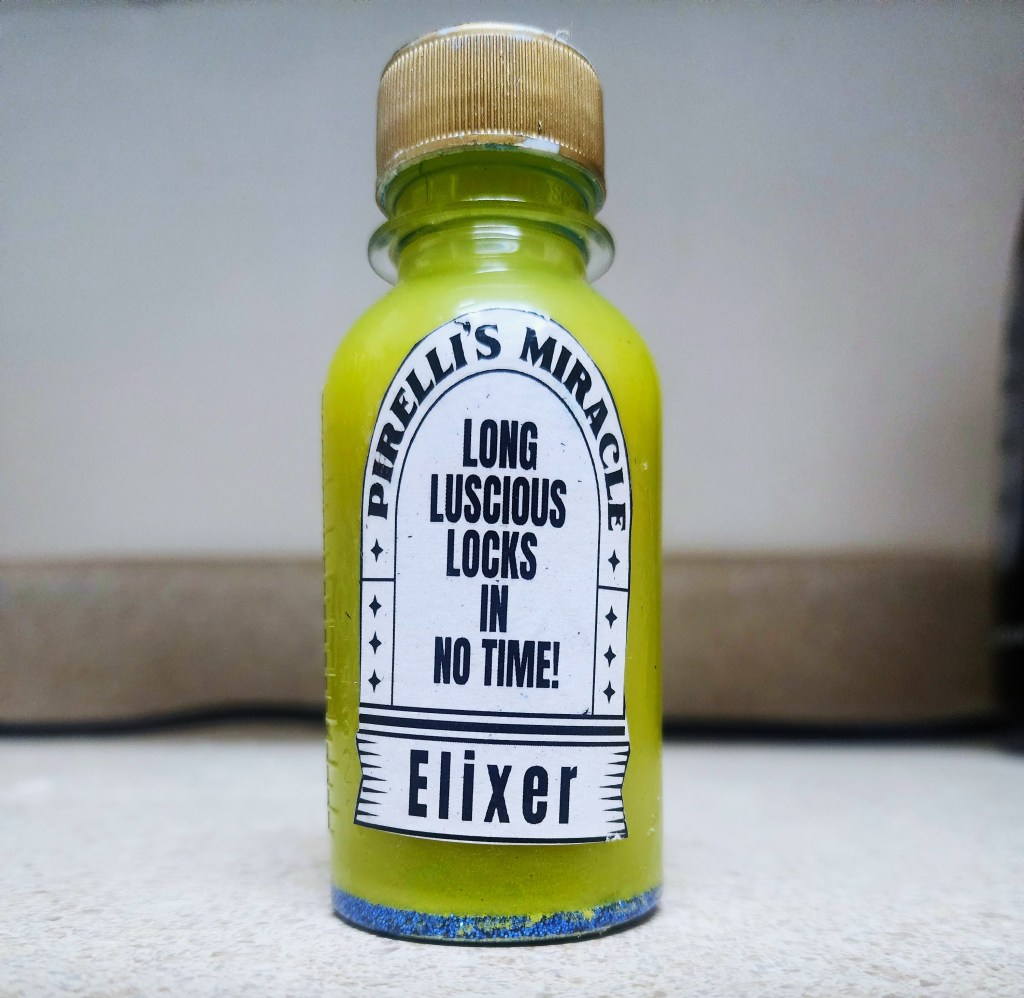 PIRELLI'S MIRACLE
LONG
LUSCIOUS
LOCKS
IN
NO TIME!
Elixer